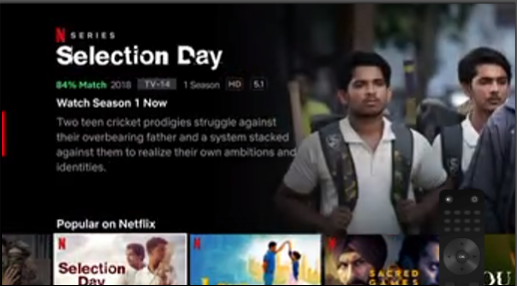 N SERIES
Selection Day
84% Match 2018 TV-14 1 Season HD 5.1
Watch Season 1 Now
Two teen cricket prodigies struggle against
their overbearing father and a system stacked
against them to realize their own ambitions and
identities.
Popular on Netflix
N
N
N
Selection
Day
SACRED
GAMES
OU